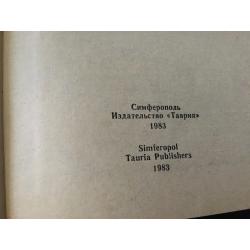 Симферополь
Издательство «Таврия»
1983
Simferopol
Tauria Publishers
1983